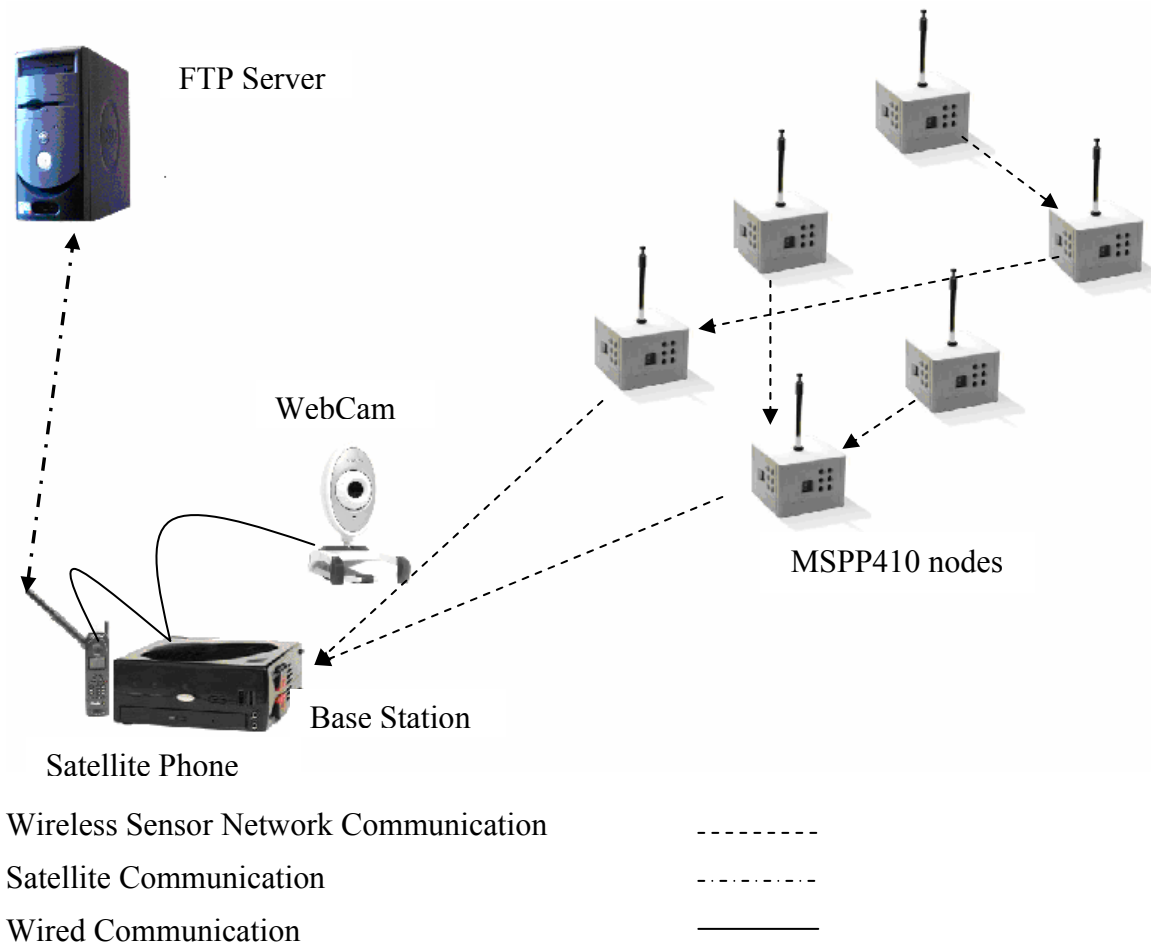 FTP Server
WebCam
MSPP410 nodes
Base Station
Satellite Phone
Wireless Sensor Network Communication
Satellite Communication
Wired Communication